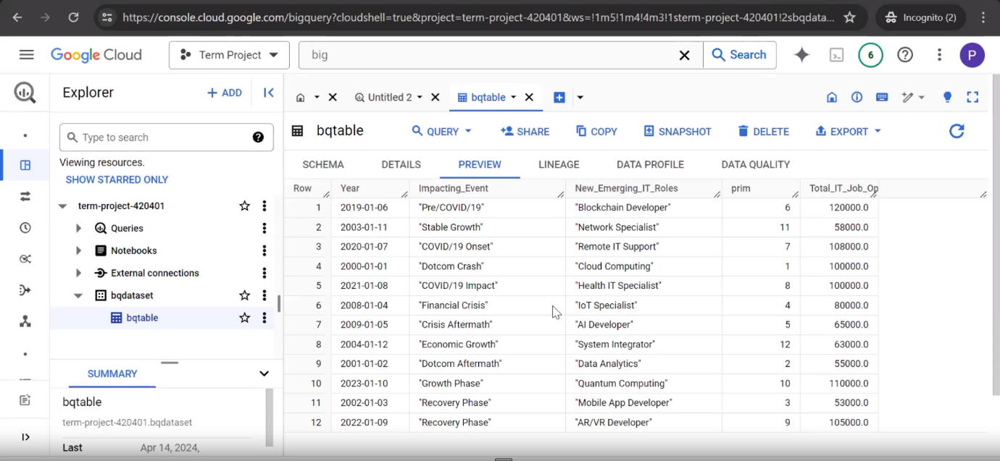 https://console.cloud.google.com/bigquery?cloudshell=true&project=term-project-420401&ws=!1m5!1m4!4m3!1sterm-project-420401!2sbqdata...
Incognito (2)
Google Cloud
Term Project
big
Search
6
P
Explorer
+ ADD
Untitled 2
bqtable
bqtable
QUERY
SHARE
COPY
SNAPSHOT
DELETE
EXPORT
Type to search
Viewing resources.
SHOW STARRED ONLY
term-project-420401
Queries
Notebooks
External connections
bqdataset
bqtable
SUMMARY
bqtable
term-project-420401.bqdataset
Last Apr 14, 2024,
SCHEMA DETAILS PREVIEW LINEAGE DATA PROFILE DATA QUALITY
Row Year Impacting_Event New_Emerging_IT_Roles prim Total_IT_Job_Op
1 2019-01-06 "Pre/COVID/19" "Blockchain Developer" 6 120000.0
2 2003-01-11 "Stable Growth" "Network Specialist" 11 58000.0
3 2020-01-07 "COVID/19 Onset" "Remote IT Support" 7 108000.0
4 2000-01-01 "Dotcom Crash" "Cloud Computing" 1 100000.0
5 2021-01-08 "COVID/19 Impact" "Health IT Specialist" 8 100000.0
6 2008-01-04 "Financial Crisis" "IoT Specialist" 4 80000.0
7 2009-01-05 "Crisis Aftermath" "AI Developer" 5 65000.0
8 2004-01-12 "Economic Growth" "System Integrator" 12 63000.0
9 2001-01-02 "Dotcom Aftermath" "Data Analytics" 2 55000.0
10 2023-01-10 "Growth Phase" "Quantum Computing" 10 110000.0
11 2002-01-03 "Recovery Phase" "Mobile App Developer" 3 53000.0
12 2022-01-09 "Recovery Phase" "AR/VR Developer" 9 105000.0